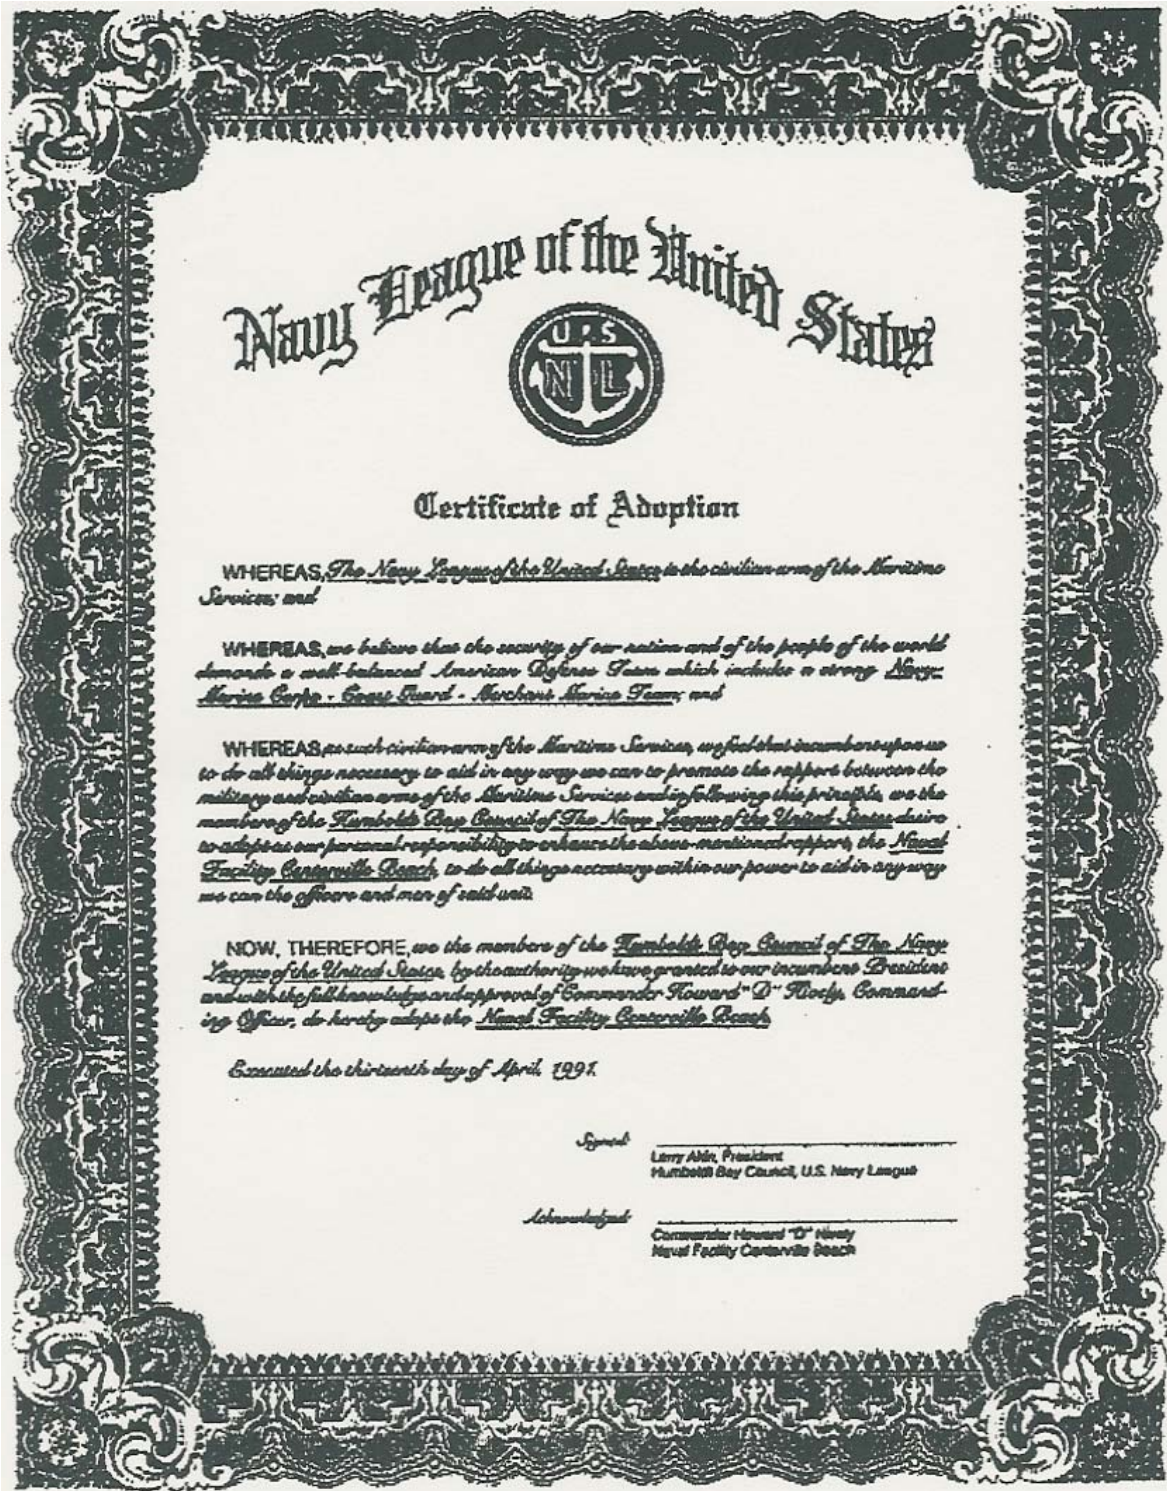 Navy League of the United States
U.S.
N L
Certificate of Adoption
WHEREAS, The Navy League of the United States is the civilian arm of the Maritime
Services; and
WHEREAS, we believe that the security of our nation and of the people of the world
demands a well-balanced American Defense Team which includes a strong Navy-
Marine Corps - Coast Guard - Merchant Marine Team; and
WHEREAS, as such civilian arm of the Maritime Services, we feel that incumbent upon us
to do all things necessary to aid in any way we can to promote the rapport between the
military and civilian arms of the Maritime Services and in following this principle, we the
members of the Humboldt Bay Council of The Navy League of the United States desire
to adopt as our personal responsibility to enhance the above-mentioned rapport, the Naval
Facility Centerville Beach, to do all things necessary within our power to aid in any way
we can the officers and men of said unit.
NOW, THEREFORE, we the members of the Humboldt Bay Council of The Navy
League of the United States, by the authority we have granted to our incumbent President
and with the full knowledge and approval of Commander Howard "D" Command-
ing Officer, do hereby adopt the Naval Facility Centerville Beach.
Executed the thirteenth day of April, 1991.
Signed:
Larry President
Humboldt Bay Council, U.S. Navy League
Acknowledged:
Commander Howard "D"
Naval Facility Centerville Beach